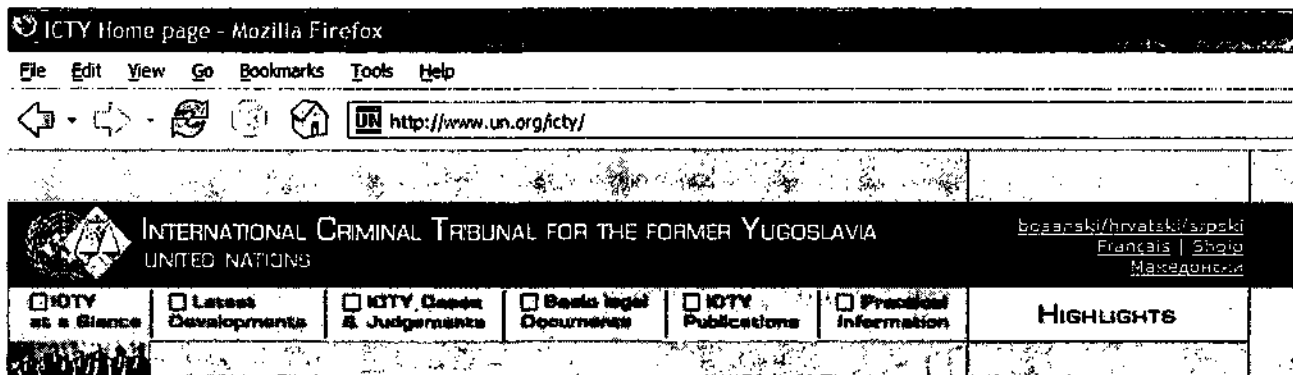 ICTY Home page - Mozilla Firefox
File Edit View Go Bookmarks Tools Help
UN http://www.un.org/icty/
INTERNATIONAL CRIMINAL TRIBUNAL FOR THE FORMER YUGOSLAVIA
UNITED NATIONS
bosanski/hrvatski/srpski
Français | Shqip
Македонски
ICTY at a Glance
Latest Developments
ICTY Cases & Judgements
Basic legal Documents
ICTY Publications
Practical Information
HIGHLIGHTS